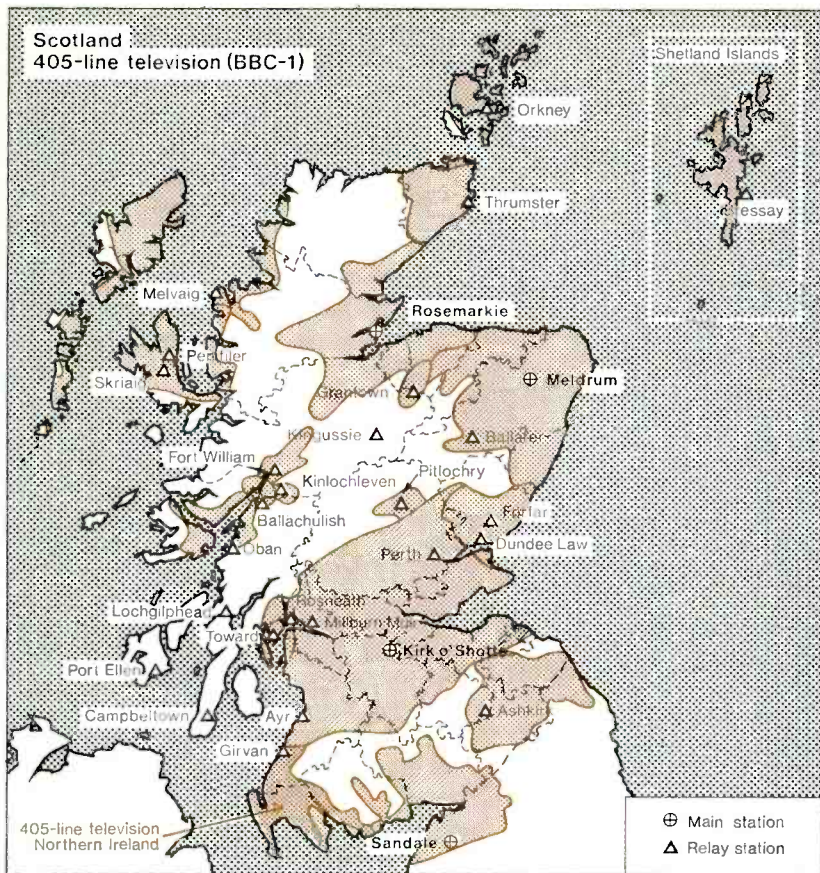 Scotland
405-line television (BBC-1)
Shetland Islands
Orkney
Thrumster
Bressay
Melvaig
Rosemarkie
Penifiler
Skriaig
Grantown
Meldrum
Kingussie
Ballater
Fort William
Pitlochry
Kinlochleven
Forfar
Ballachulish
Dundee Law
Oban
Perth
Rosneath
Lochgilphead
Millburn Muir
Toward
Kirk o'Shotts
Port Ellen
Campbeltown
Ayr
Ashkirk
Girvan
405-line television
Northern Ireland
Sandale
Main station
Relay station